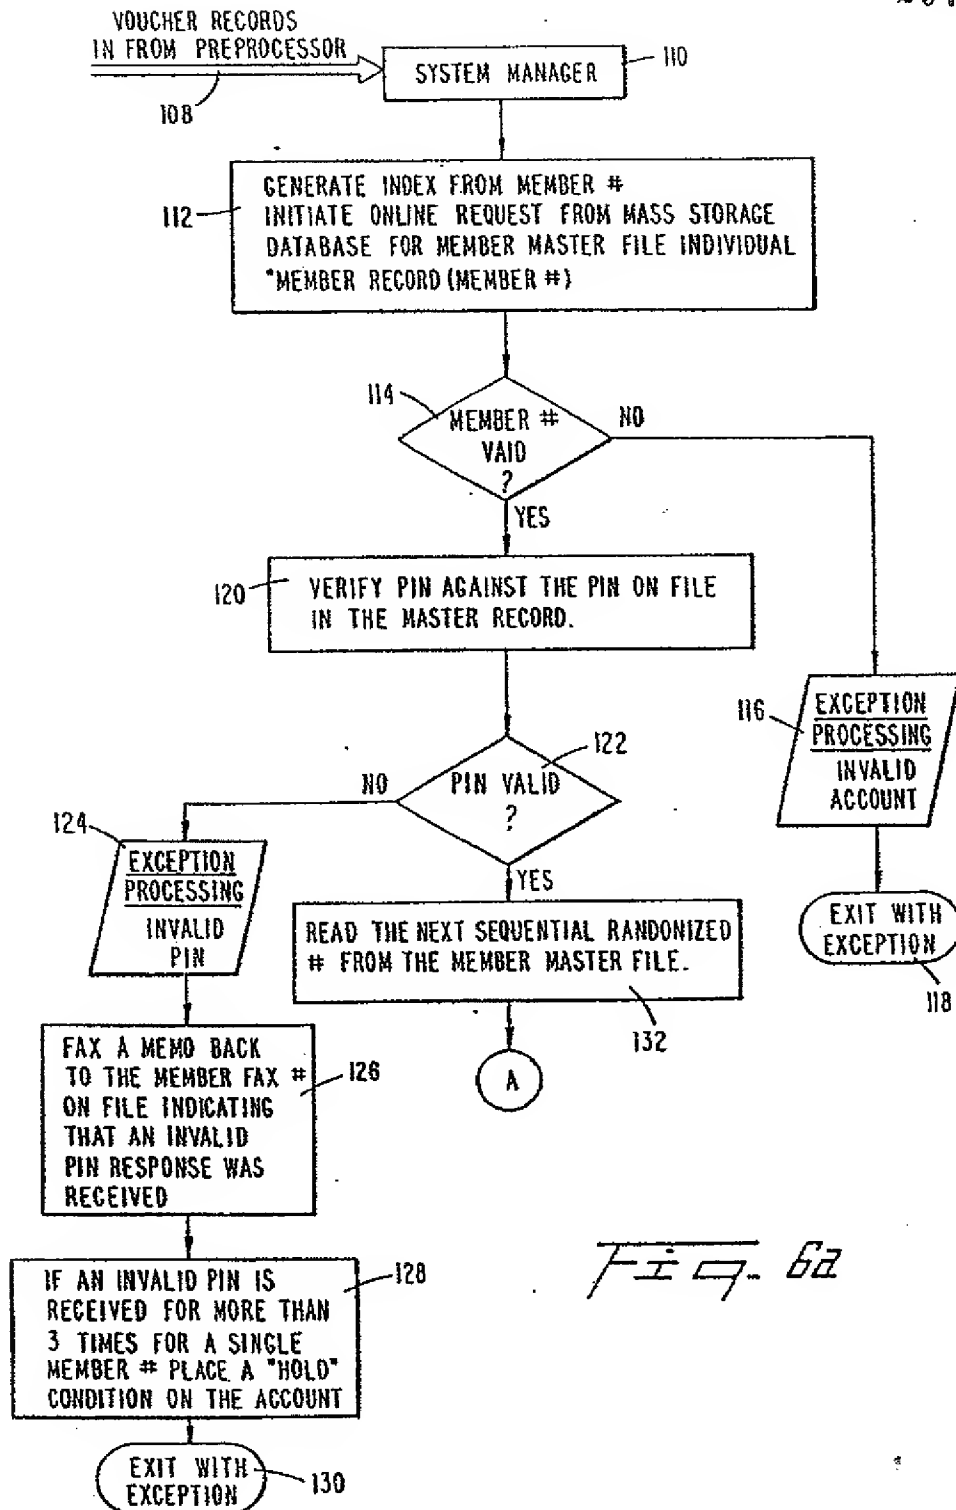 VOUCHER RECORDS
IN FROM PREPROCESSOR
108
SYSTEM MANAGER
110
112
GENERATE INDEX FROM MEMBER #
INITIATE ONLINE REQUEST FROM MASS STORAGE
DATABASE FOR MEMBER MASTER FILE INDIVIDUAL
"MEMBER RECORD (MEMBER #)
114
MEMBER #
VAID
?
NO
YES
120
VERIFY PIN AGAINST THE PIN ON FILE
IN THE MASTER RECORD.
116
EXCEPTION
PROCESSING
INVALID
ACCOUNT
122
PIN VALID
?
NO
YES
124
EXCEPTION
PROCESSING
INVALID
PIN
EXIT WITH
EXCEPTION
118
READ THE NEXT SEQUENTIAL RANDONIZED
# FROM THE MEMBER MASTER FILE.
132
A
FAX A MEMO BACK
TO THE MEMBER FAX #
ON FILE INDICATING
THAT AN INVALID
PIN RESPONSE WAS
RECEIVED
126
IF AN INVALID PIN IS
RECEIVED FOR MORE THAN
3 TIMES FOR A SINGLE
MEMBER # PLACE A "HOLD"
CONDITION ON THE ACCOUNT
128
EXIT WITH
EXCEPTION
130
Fig. 6a